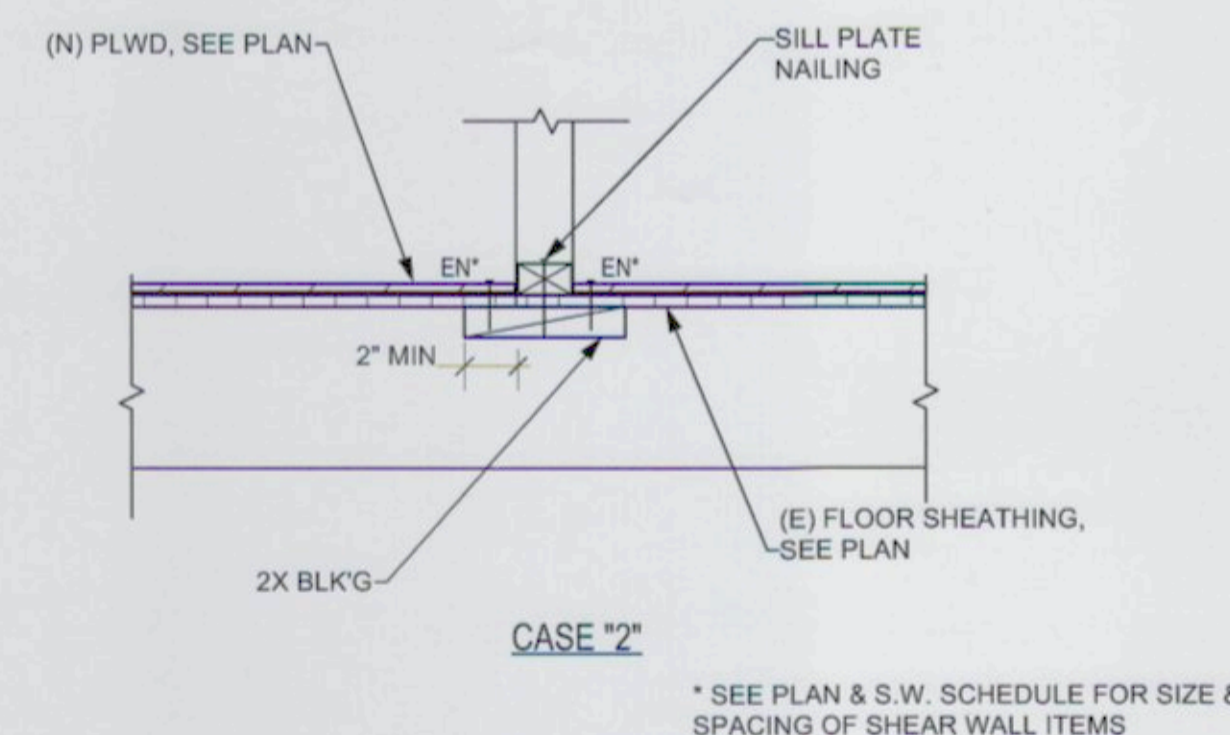 (N) PLWD, SEE PLAN
SILL PLATE
NAILING
EN*
EN*
2" MIN
(E) FLOOR SHEATHING,
SEE PLAN
2X BLK'G
CASE "2"
* SEE PLAN & S.W. SCHEDULE FOR SIZE &
SPACING OF SHEAR WALL ITEMS